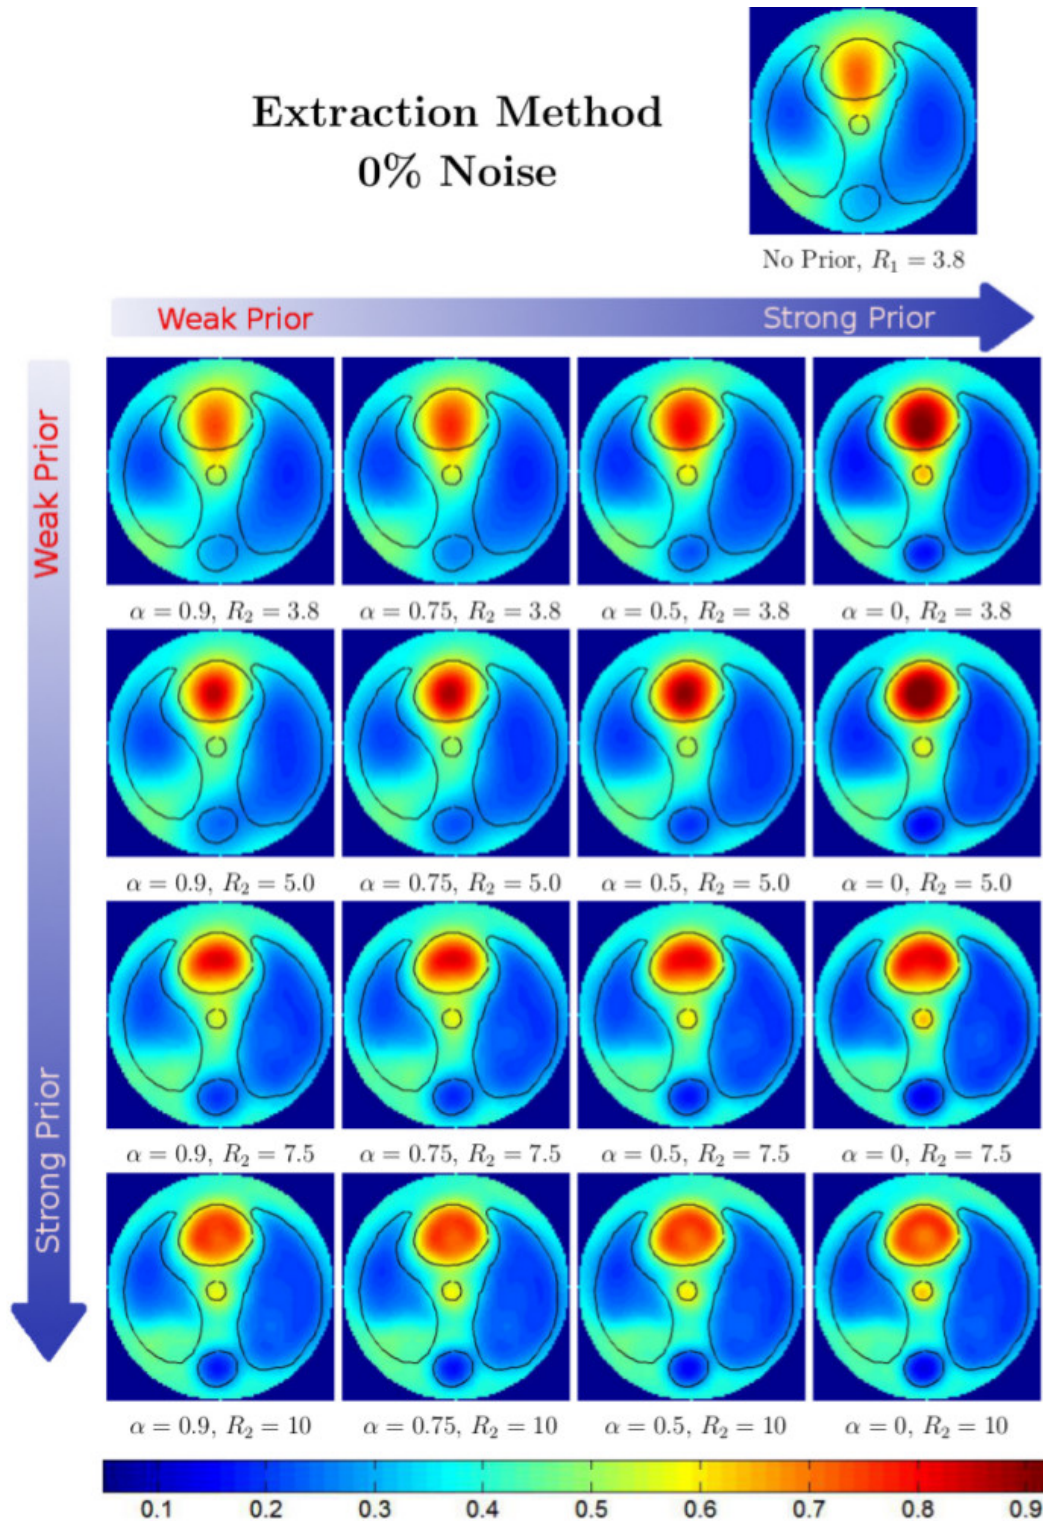 Extraction Method
0% Noise
No Prior, R₁ = 3.8
Weak Prior Strong Prior
Weak Prior
α = 0.9, R₂ = 3.8 α = 0.75, R₂ = 3.8 α = 0.5, R₂ = 3.8 α = 0, R₂ = 3.8
α = 0.9, R₂ = 5.0 α = 0.75, R₂ = 5.0 α = 0.5, R₂ = 5.0 α = 0, R₂ = 5.0
α = 0.9, R₂ = 7.5 α = 0.75, R₂ = 7.5 α = 0.5, R₂ = 7.5 α = 0, R₂ = 7.5
Strong Prior
α = 0.9, R₂ = 10 α = 0.75, R₂ = 10 α = 0.5, R₂ = 10 α = 0, R₂ = 10
0.1 0.2 0.3 0.4 0.5 0.6 0.7 0.8 0.9